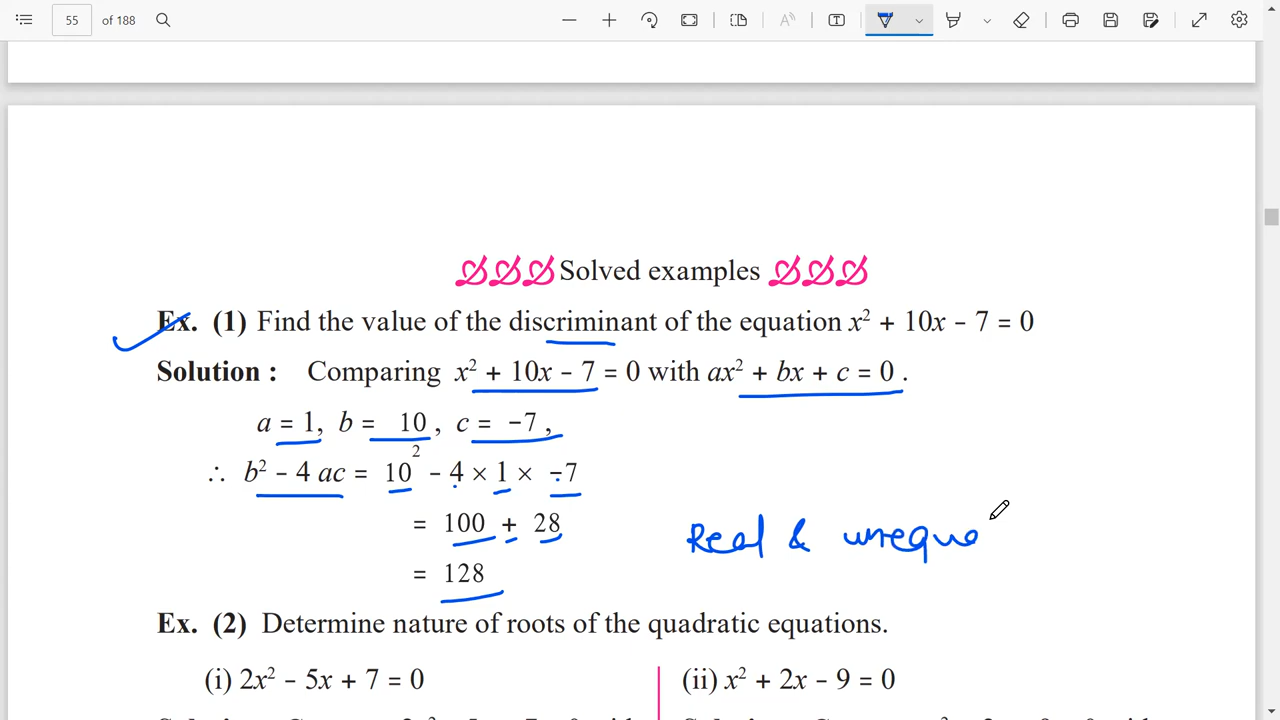 55 of 188
Solved examples
Ex. (1) Find the value of the discriminant of the equation x² + 10x − 7 = 0
Solution : Comparing x² + 10x − 7 = 0 with ax² + bx + c = 0 .
a = 1, b = 10 , c = −7 ,
∴ b² − 4 ac = 10² − 4 × 1 × −7
= 100 + 28
Real & unequa
= 128
Ex. (2) Determine nature of roots of the quadratic equations.
(i) 2x² − 5x + 7 = 0
(ii) x² + 2x − 9 = 0